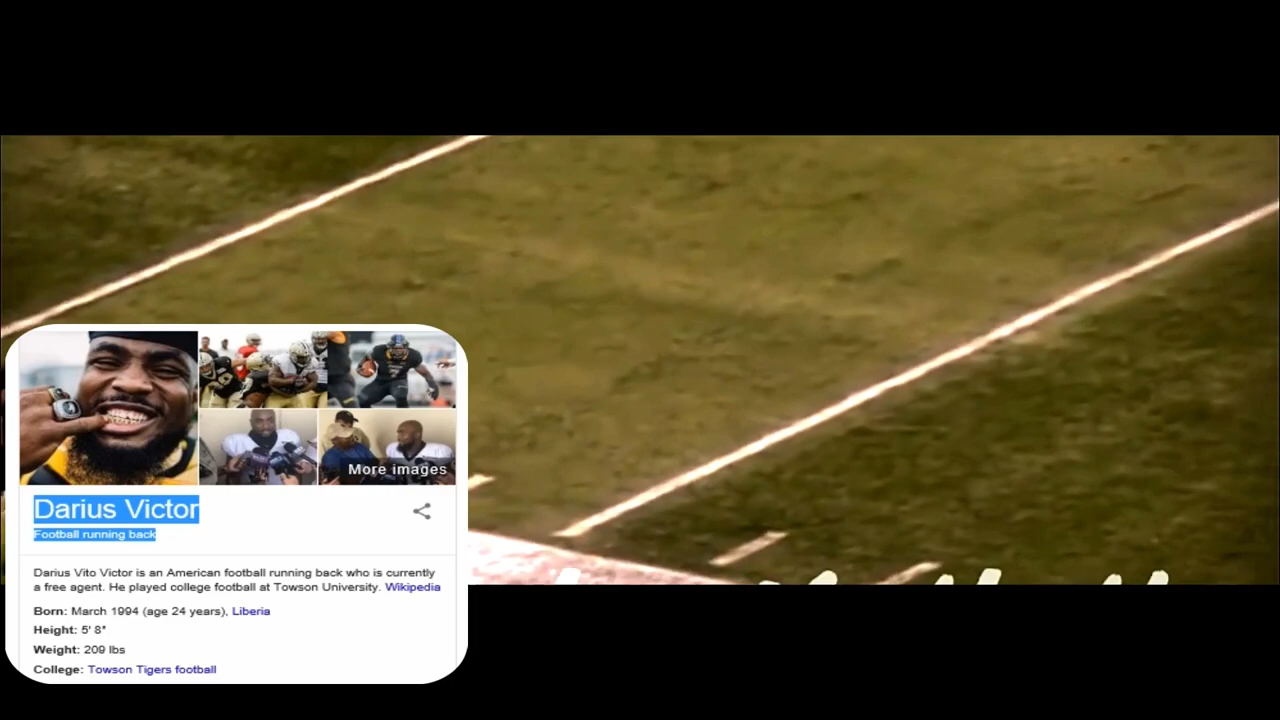 More images
Darius Victor
Football running back
Darius Vito Victor is an American football running back who is currently
a free agent. He played college football at Towson University. Wikipedia
Born: March 1994 (age 24 years), Liberia
Height: 5' 8"
Weight: 209 lbs
College: Towson Tigers football